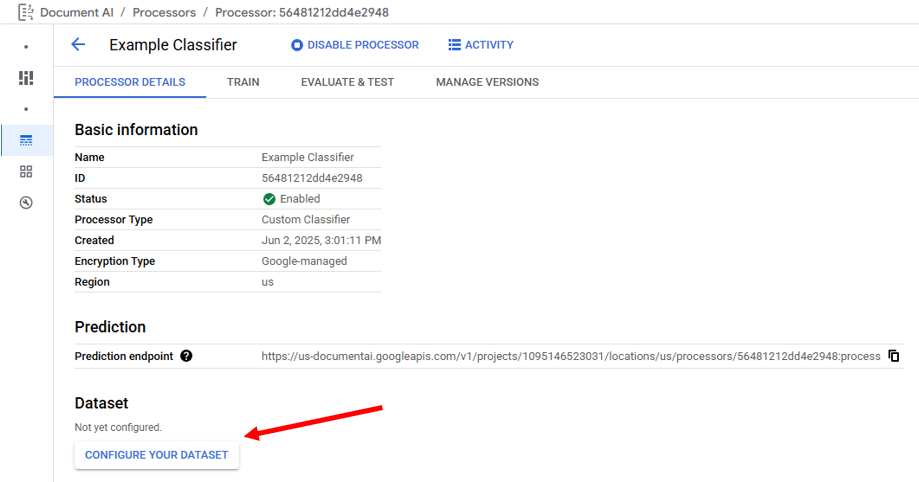 Document AI / Processors / Processor: 56481212dd4e2948
Example Classifier DISABLE PROCESSOR ACTIVITY
PROCESSOR DETAILS TRAIN EVALUATE & TEST MANAGE VERSIONS
Basic information
Name Example Classifier
ID 56481212dd4e2948
Status Enabled
Processor Type Custom Classifier
Created Jun 2, 2025, 3:01:11 PM
Encryption Type Google-managed
Region us
Prediction
Prediction endpoint ? https://us-documentai.googleapis.com/v1/projects/1095146523031/locations/us/processors/56481212dd4e2948:process
Dataset
Not yet configured.
CONFIGURE YOUR DATASET